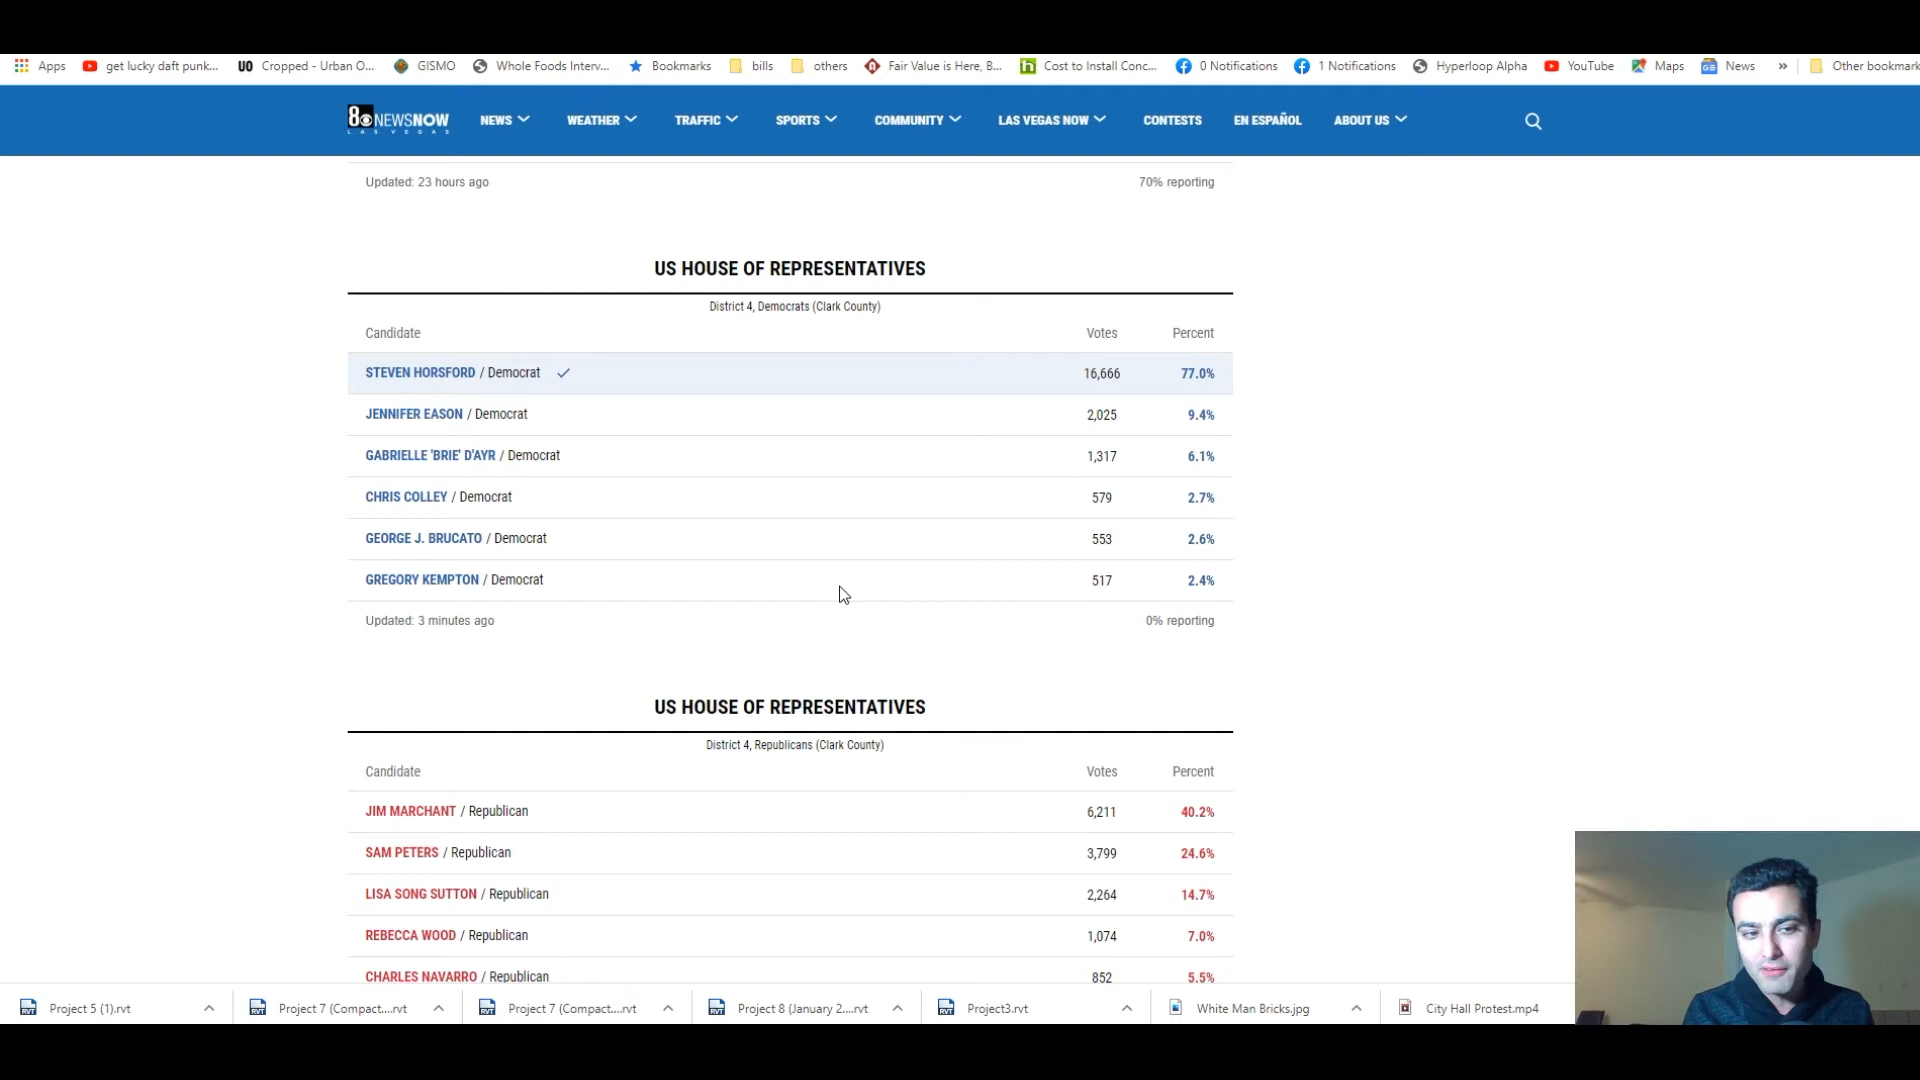 Apps get lucky daft punk... UO Cropped - Urban O... GISMO Whole Foods Interv... Bookmarks bills others Fair Value is Here, B... Cost to Install Conc... 0 Notifications 1 Notifications Hyperloop Alpha YouTube Maps News » Other bookmark
8 NEWSNOW NEWS WEATHER TRAFFIC SPORTS COMMUNITY LAS VEGAS NOW CONTESTS EN ESPAÑOL ABOUT US
LAS VEGAS
Updated: 23 hours ago 70% reporting
US HOUSE OF REPRESENTATIVES
District 4, Democrats (Clark County)
Candidate Votes Percent
STEVEN HORSFORD / Democrat ✓ 16,666 77.0%
JENNIFER EASON / Democrat 2,025 9.4%
GABRIELLE 'BRIE' D'AYR / Democrat 1,317 6.1%
CHRIS COLLEY / Democrat 579 2.7%
GEORGE J. BRUCATO / Democrat 553 2.6%
GREGORY KEMPTON / Democrat 517 2.4%
Updated: 3 minutes ago 0% reporting
US HOUSE OF REPRESENTATIVES
District 4, Republicans (Clark County)
Candidate Votes Percent
JIM MARCHANT / Republican 6,211 40.2%
SAM PETERS / Republican 3,799 24.6%
LISA SONG SUTTON / Republican 2,264 14.7%
REBECCA WOOD / Republican 1,074 7.0%
CHARLES NAVARRO / Republican 852 5.5%
RVT Project 5 (1).rvt RVT Project 7 (Compact....rvt RVT Project 7 (Compact....rvt RVT Project 8 (January 2....rvt RVT Project3.rvt White Man Bricks.jpg City Hall Protest.mp4